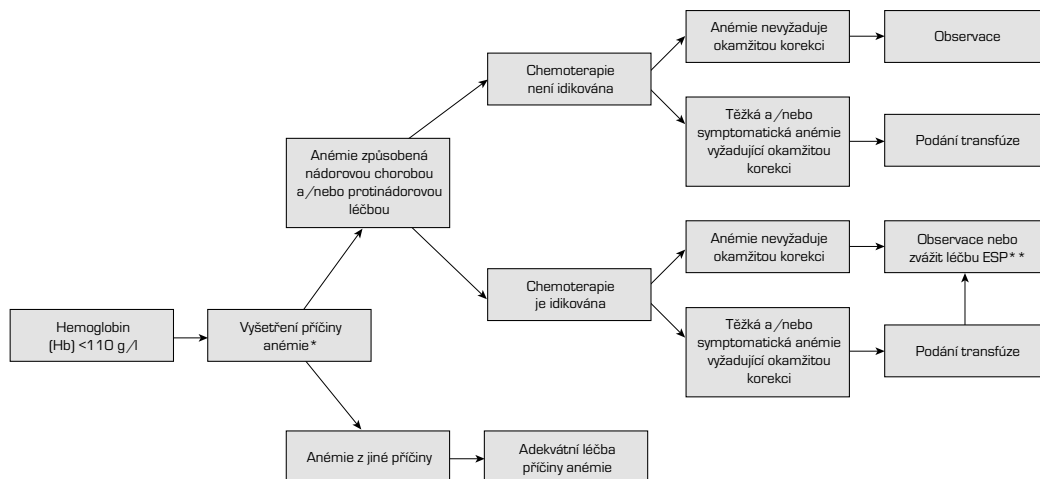 Hemoglobin
(Hb) <110 g/l
Vyšetření příčiny
anémie*
Anémie způsobená
nádorovou chorobou
a/nebo protinádorovou
léčbou
Chemoterapie
není idikována
Anémie nevyžaduje
okamžitou korekci
Observace
Těžká a/nebo
symptomatická anémie
vyžadující okamžitou
korekci
Podání transfúze
Chemoterapie
je idikována
Anémie nevyžaduje
okamžitou korekci
Observace nebo
zvážit léčbu ESP**
Těžká a/nebo
symptomatická anémie
vyžadující okamžitou
korekci
Podání transfúze
Anémie z jiné příčiny
Adekvátní léčba
příčiny anémie